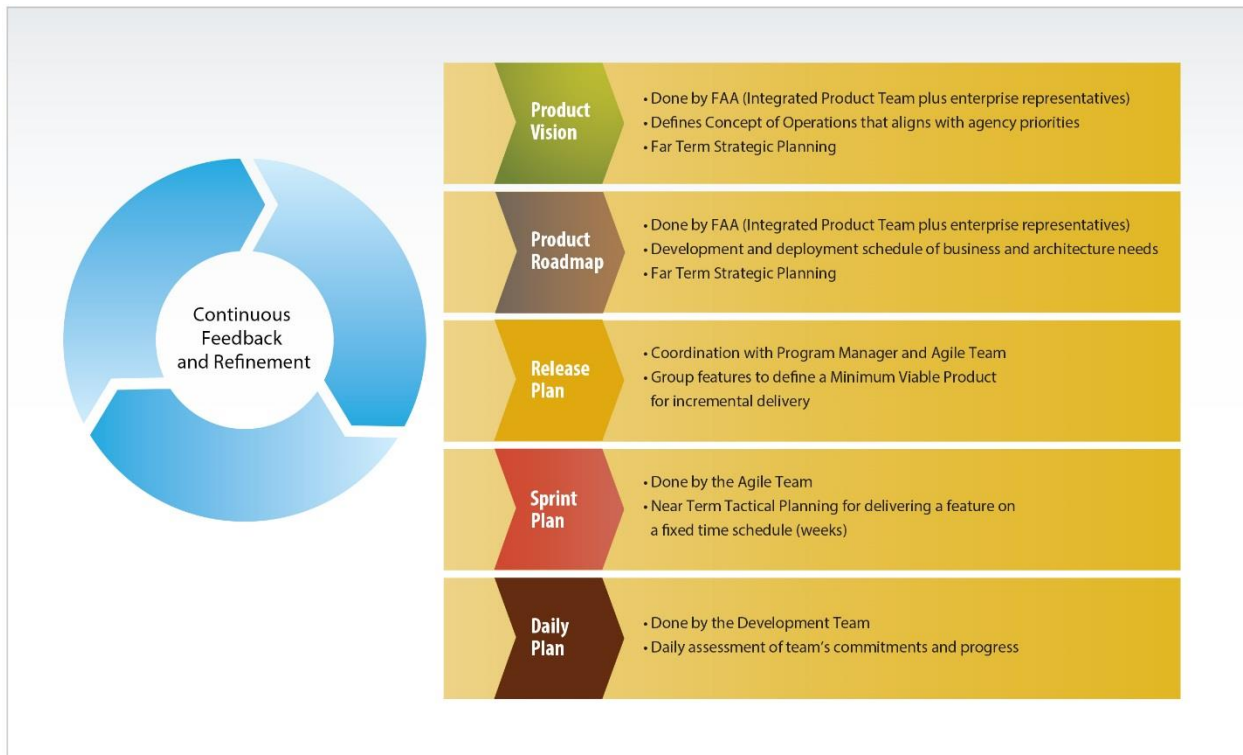 Continuous
Feedback
and Refinement
Product
Vision
• Done by FAA (Integrated Product Team plus enterprise representatives)
• Defines Concept of Operations that aligns with agency priorities
• Far Term Strategic Planning
Product
Roadmap
• Done by FAA (Integrated Product Team plus enterprise representatives)
• Development and deployment schedule of business and architecture needs
• Far Term Strategic Planning
Release
Plan
• Coordination with Program Manager and Agile Team
• Group features to define a Minimum Viable Product
for incremental delivery
Sprint
Plan
• Done by the Agile Team
• Near Term Tactical Planning for delivering a feature on
a fixed time schedule (weeks)
Daily
Plan
• Done by the Development Team
• Daily assessment of team's commitments and progress